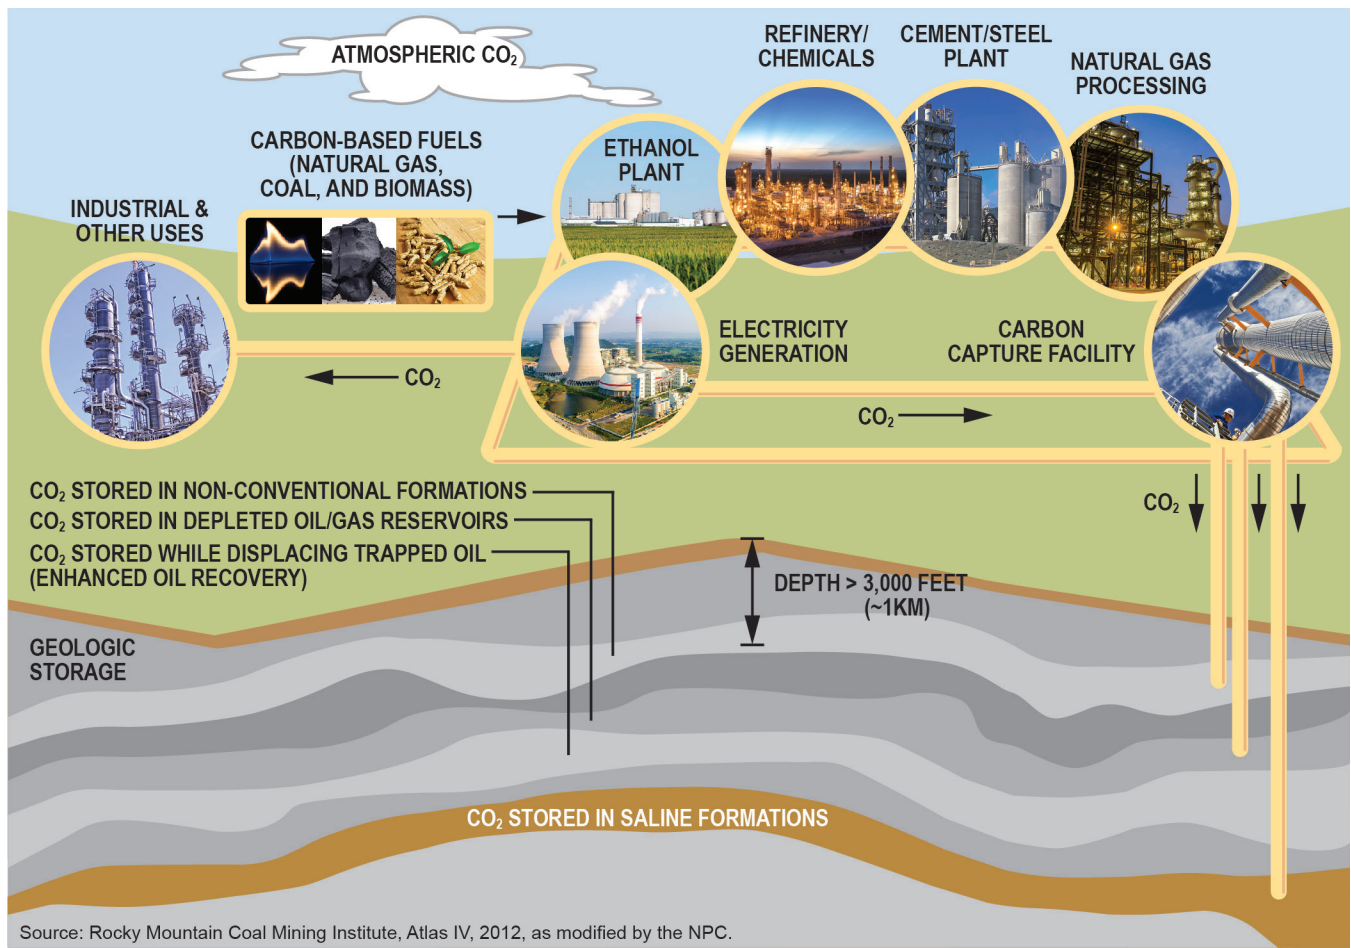 ATMOSPHERIC CO₂
REFINERY/
CHEMICALS
CEMENT/STEEL
PLANT
NATURAL GAS
PROCESSING
CARBON-BASED FUELS
(NATURAL GAS,
COAL, AND BIOMASS)
ETHANOL
PLANT
INDUSTRIAL &
OTHER USES
ELECTRICITY
GENERATION
CARBON
CAPTURE FACILITY
CO₂
CO₂
CO₂ STORED IN NON-CONVENTIONAL FORMATIONS
CO₂ STORED IN DEPLETED OIL/GAS RESERVOIRS
CO₂ STORED WHILE DISPLACING TRAPPED OIL
(ENHANCED OIL RECOVERY)
CO₂
DEPTH > 3,000 FEET
(~1KM)
GEOLOGIC
STORAGE
CO₂ STORED IN SALINE FORMATIONS
Source: Rocky Mountain Coal Mining Institute, Atlas IV, 2012, as modified by the NPC.